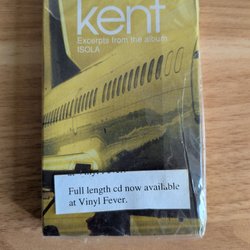 kent
Excerpts from the album
ISOLA
Full length cd now available
at Vinyl Fever.